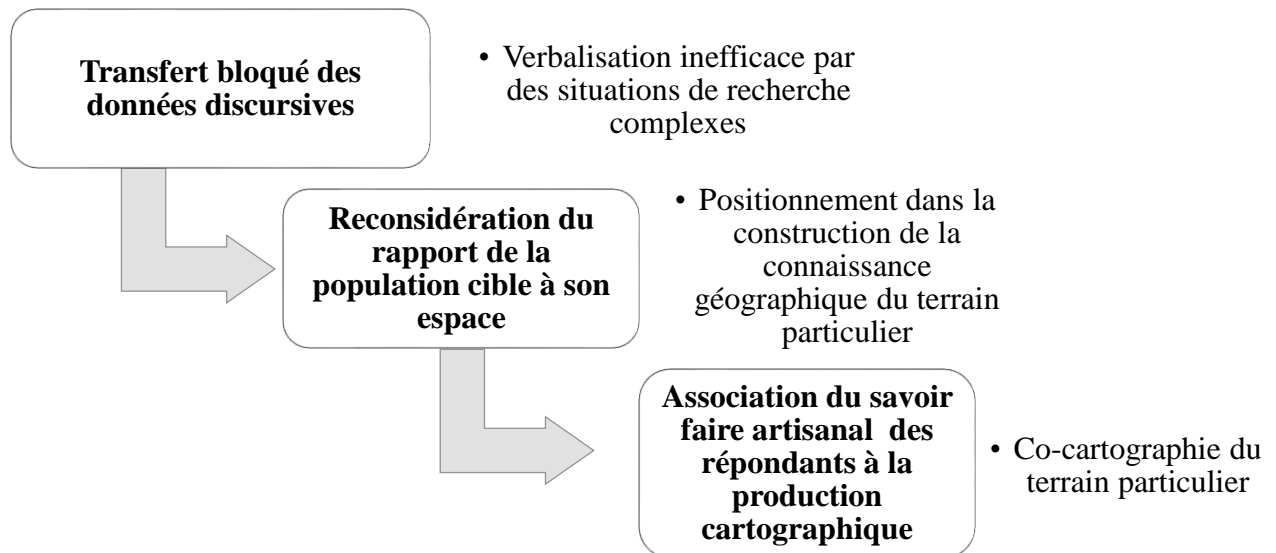 Transfert bloqué des
données discursives
• Verbalisation inefficace par
des situations de recherche
complexes
Reconsidération du
rapport de la
population cible à son
espace
• Positionnement dans la
construction de la
connaissance
géographique du terrain
particulier
Association du savoir
faire artisanal des
répondants à la
production
cartographique
• Co-cartographie du
terrain particulier